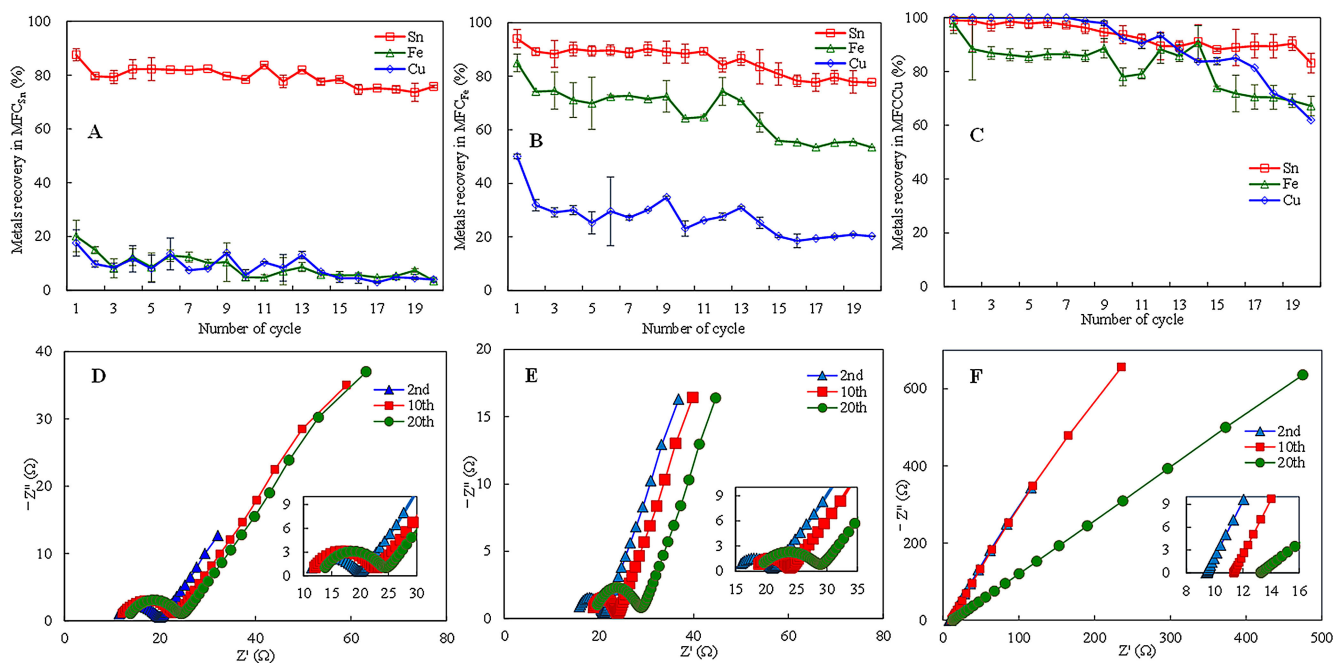 Metals recovery in MFCSn (%)
100
80
60
40
20
0
Sn
Fe
Cu
A
1 3 5 7 9 11 13 15 17 19
Number of cycle
Metals recovery in MFCFe (%)
100
80
60
40
20
0
Sn
Fe
Cu
B
1 3 5 7 9 11 13 15 17 19
Number of cycle
Metals recovery in MFCCu (%)
100
80
60
40
20
0
C
Sn
Fe
Cu
1 3 5 7 9 11 13 15 17 19
Number of cycle
−Z" (Ω)
40
30
20
10
0
D
2nd
10th
20th
9
6
3
0
10 15 20 25 30
0 20 40 60 80
Z' (Ω)
−Z" (Ω)
20
16
12
8
4
0
E
2nd
10th
20th
9
6
3
0
15 20 25 30 35
0 20 40 60 80
Z' (Ω)
−Z" (Ω)
600
400
200
0
F
2nd
10th
20th
9
6
3
0
8 10 12 14 16
0 100 200 300 400 500
Z' (Ω)